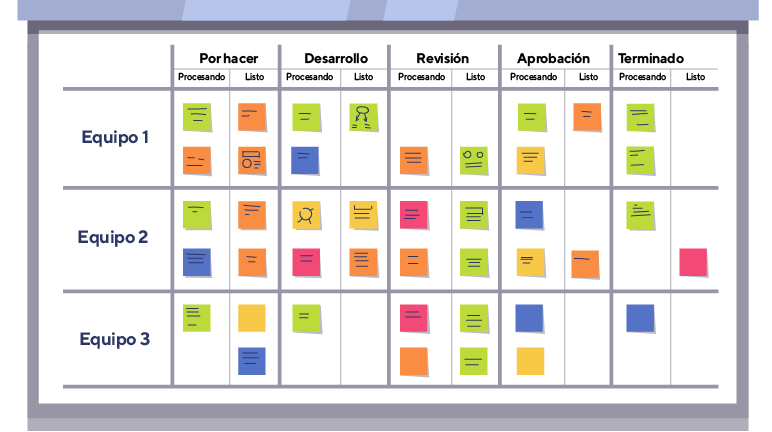 Por hacer Desarrollo Revisión Aprobación Terminado
Procesando Listo Procesando Listo Procesando Listo Procesando Listo Procesando Listo
Equipo 1
Equipo 2
Equipo 3